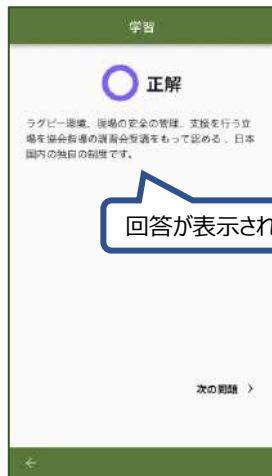 学習
正解
ラグビー環境、現場の安全の管理、支援を行う立
場を協会指導の講習会受講をもって認める、日本
国内の独自の制度です。
回答が表示され
次の問題 >